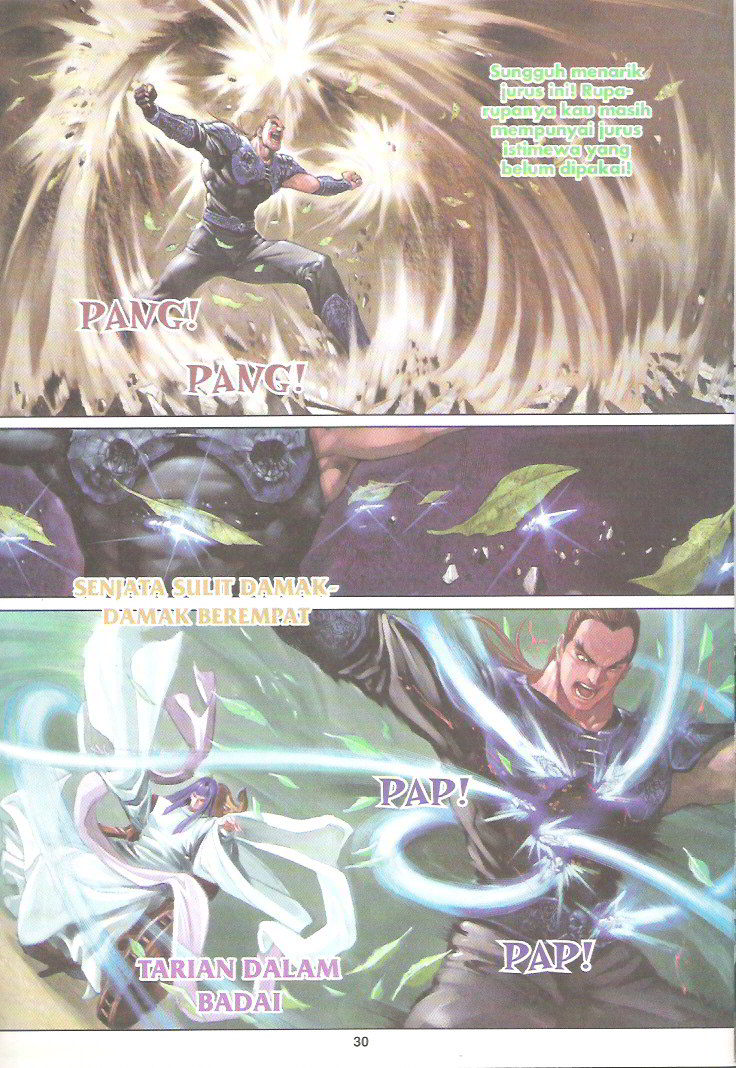 Sungguh menarik
jurus ini! Rupa-
rupanya kau masih
mempunyai jurus
istimewa yang
belum dipakai!
PANG!
PANG!
SENJATA SULIT DAMAK-
DAMAK BEREMPAT
PAP!
PAP!
TARIAN DALAM
BADAI
30